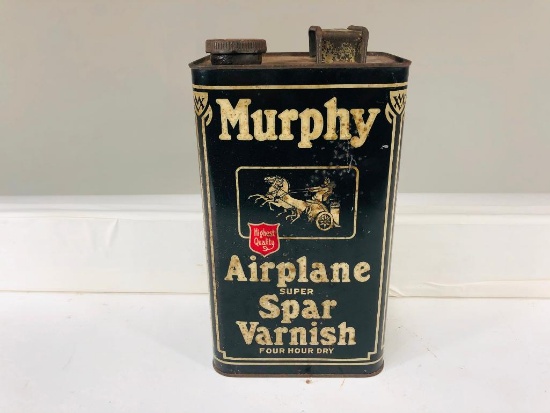 Murphy
Highest
Quality
Airplane
SUPER
Spar
Varnish
FOUR HOUR DRY